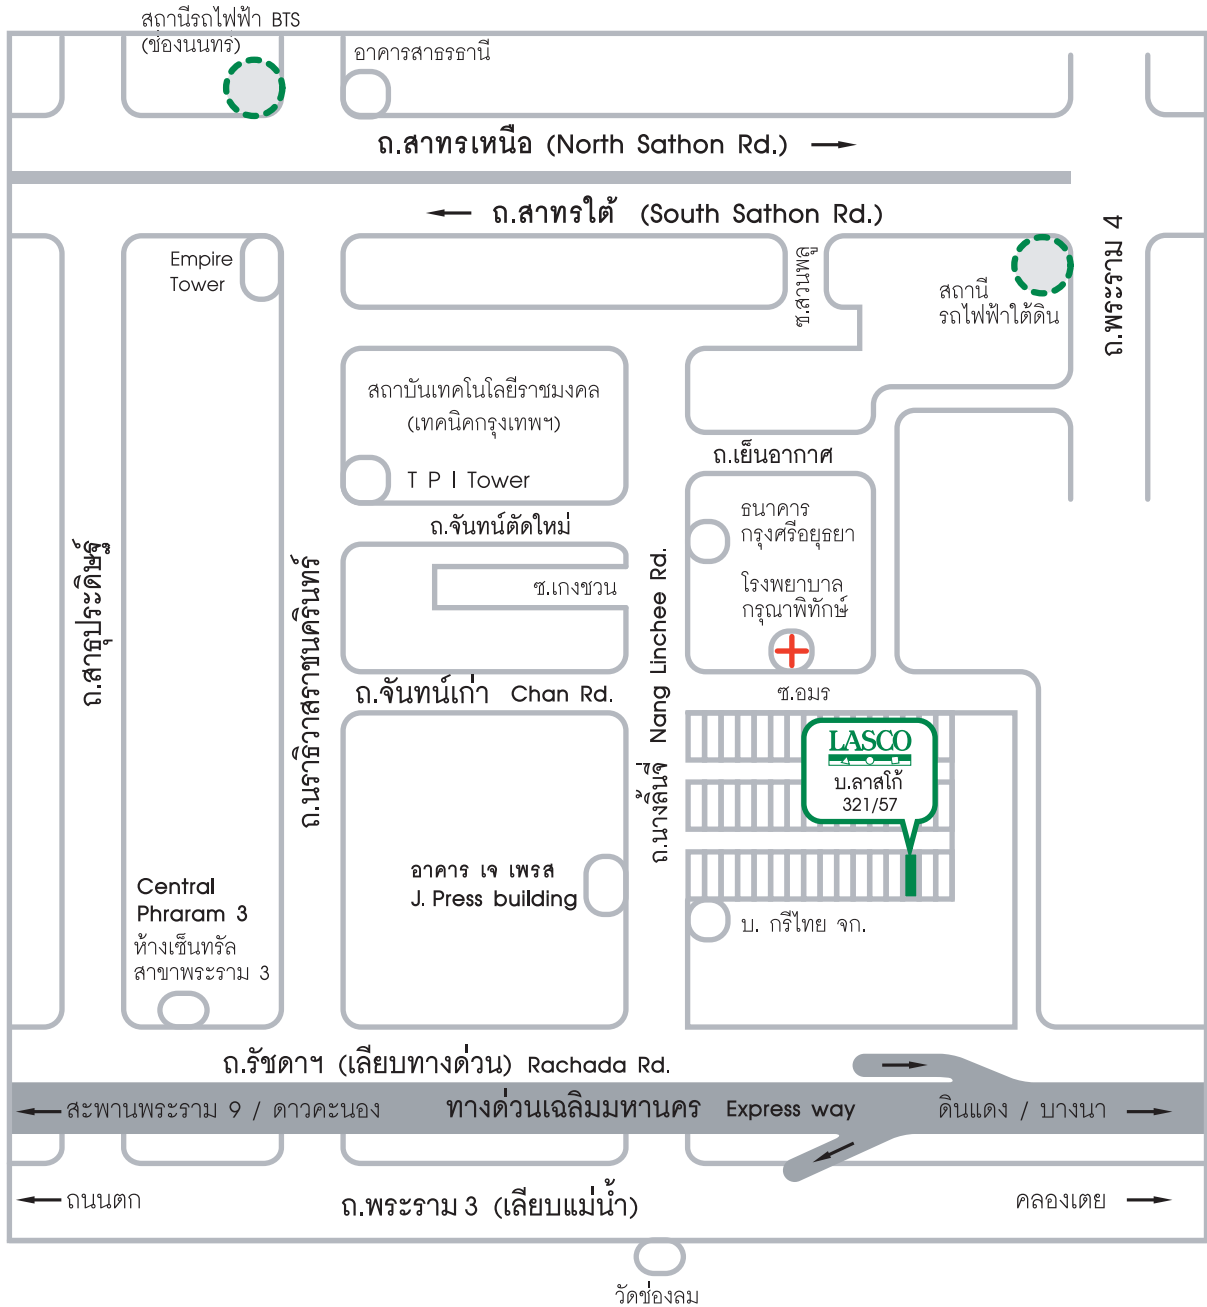 สถานีรถไฟฟ้า BTS
(ช่องนนทรี)
อาคารสาธรธานี
ถ.สาทรเหนือ (North Sathon Rd.)
ถ.สาทรใต้ (South Sathon Rd.)
Empire
Tower
ซ.สวนพลู
สถานี
รถไฟฟ้าใต้ดิน
ถ.พระราม 4
สถาบันเทคโนโลยีราชมงคล
(เทคนิคกรุงเทพฯ)
T P I Tower
ถ.เย็นอากาศ
ธนาคาร
กรุงศรีอยุธยา
ถ.จันทน์ตัดใหม่
ซ.เกงชวน
โรงพยาบาล
กรุณาพิทักษ์
ถ.สาธุประดิษฐ์
ถ.นราธิวาสราชนครินทร์
ถ.จันทน์เก่า Chan Rd.
ถ.นางลิ้นจี่ Nang Linchee Rd.
ซ.อมร
LASCO
บ.ลาสโก้
321/57
อาคาร เจ เพรส
J. Press building
Central
Phraram 3
ห้างเซ็นทรัล
สาขาพระราม 3
บ. กรีไทย จก.
ถ.รัชดาฯ (เลียบทางด่วน) Rachada Rd.
สะพานพระราม 9 / ดาวคะนอง
ทางด่วนเฉลิมมหานคร Express way
ดินแดง / บางนา
ถนนตก
ถ.พระราม 3 (เลียบแม่น้ำ)
คลองเตย
วัดช่องลม